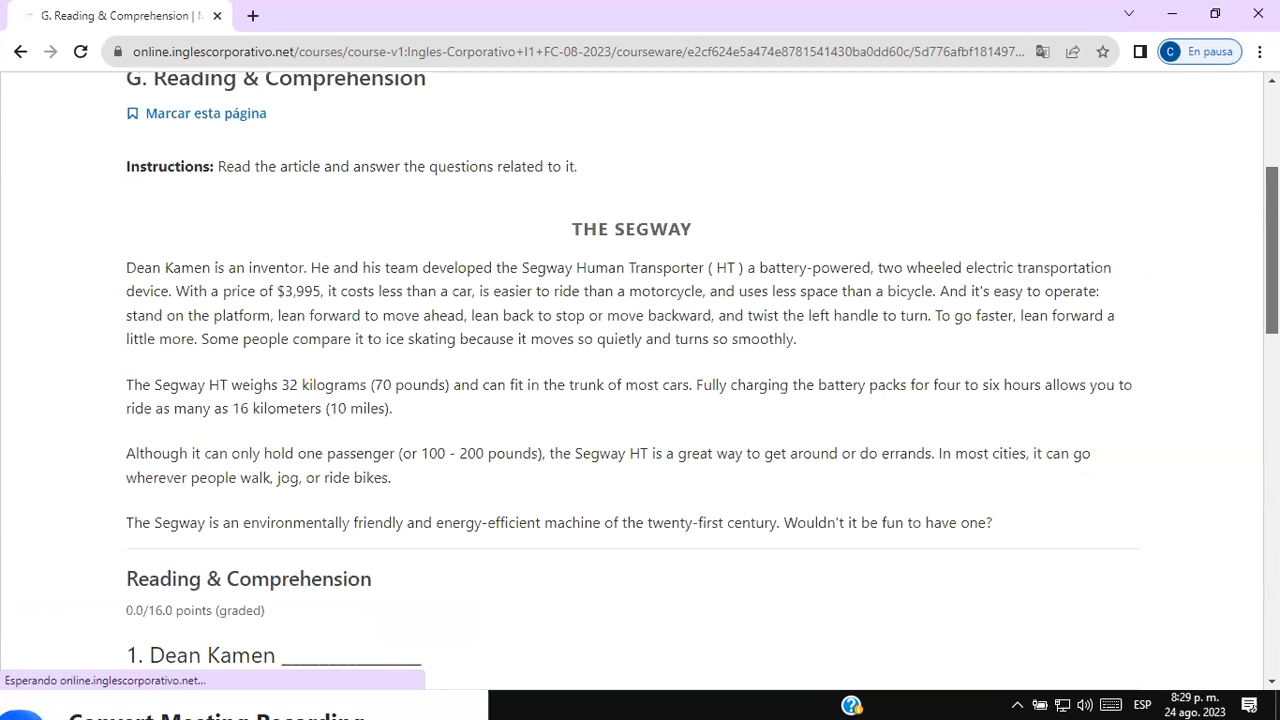 G. Reading & Comprehension |
online.inglescorporativo.net/courses/course-v1:Ingles-Corporativo+I1+FC-08-2023/courseware/e2cf624e5a474e8781541430ba0dd60c/5d776afbf181497...
C En pausa
G. Reading & Comprehension
Marcar esta página
Instructions: Read the article and answer the questions related to it.
THE SEGWAY
Dean Kamen is an inventor. He and his team developed the Segway Human Transporter ( HT ) a battery-powered, two wheeled electric transportation
device. With a price of $3,995, it costs less than a car, is easier to ride than a motorcycle, and uses less space than a bicycle. And it's easy to operate:
stand on the platform, lean forward to move ahead, lean back to stop or move backward, and twist the left handle to turn. To go faster, lean forward a
little more. Some people compare it to ice skating because it moves so quietly and turns so smoothly.
The Segway HT weighs 32 kilograms (70 pounds) and can fit in the trunk of most cars. Fully charging the battery packs for four to six hours allows you to
ride as many as 16 kilometers (10 miles).
Although it can only hold one passenger (or 100 - 200 pounds), the Segway HT is a great way to get around or do errands. In most cities, it can go
wherever people walk, jog, or ride bikes.
The Segway is an environmentally friendly and energy-efficient machine of the twenty-first century. Wouldn't it be fun to have one?
Reading & Comprehension
0.0/16.0 points (graded)
1. Dean Kamen ____________
Esperando online.inglescorporativo.net...
Convert Meeting Recording
ESP
8:29 p. m.
24 ago. 2023